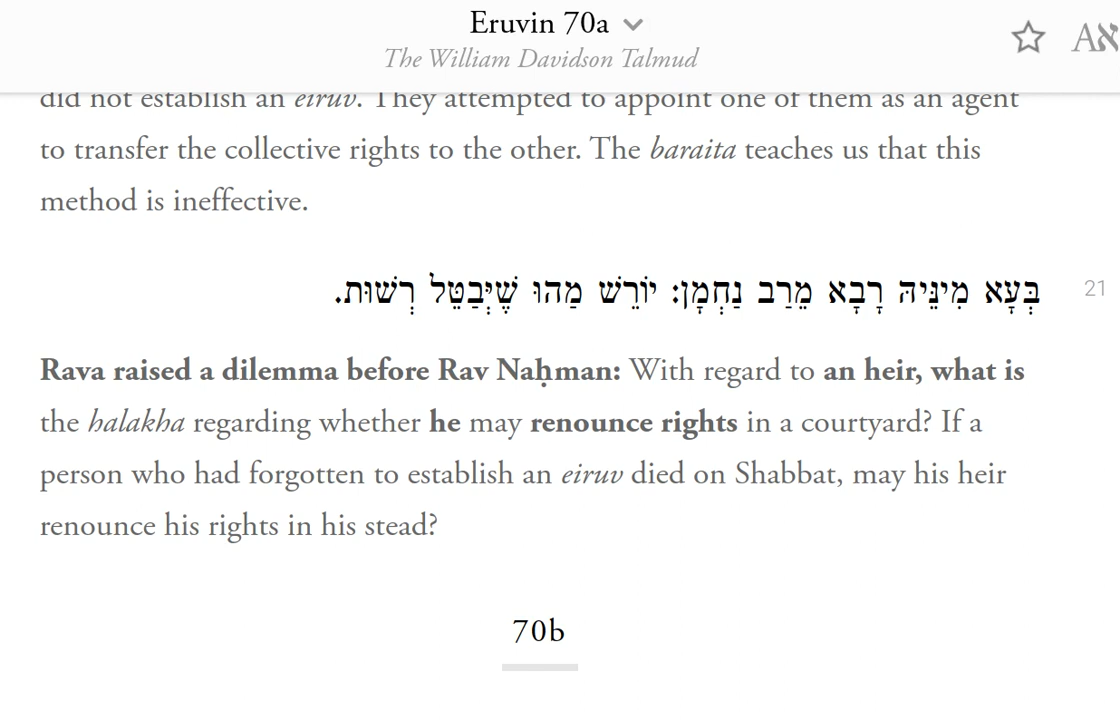 Eruvin 70a
The William Davidson Talmud
Aא
did not establish an eiruv. They attempted to appoint one of them as an agent
to transfer the collective rights to the other. The baraita teaches us that this
method is ineffective.
בְּעָא מִינֵּיהּ רָבָא מֵרַב נַחְמָן: יוֹרֵשׁ מַהוּ שֶׁיְּבַטֵּל רְשׁוּת.
21
Rava raised a dilemma before Rav Naḥman: With regard to an heir, what is
the halakha regarding whether he may renounce rights in a courtyard? If a
person who had forgotten to establish an eiruv died on Shabbat, may his heir
renounce his rights in his stead?
70b